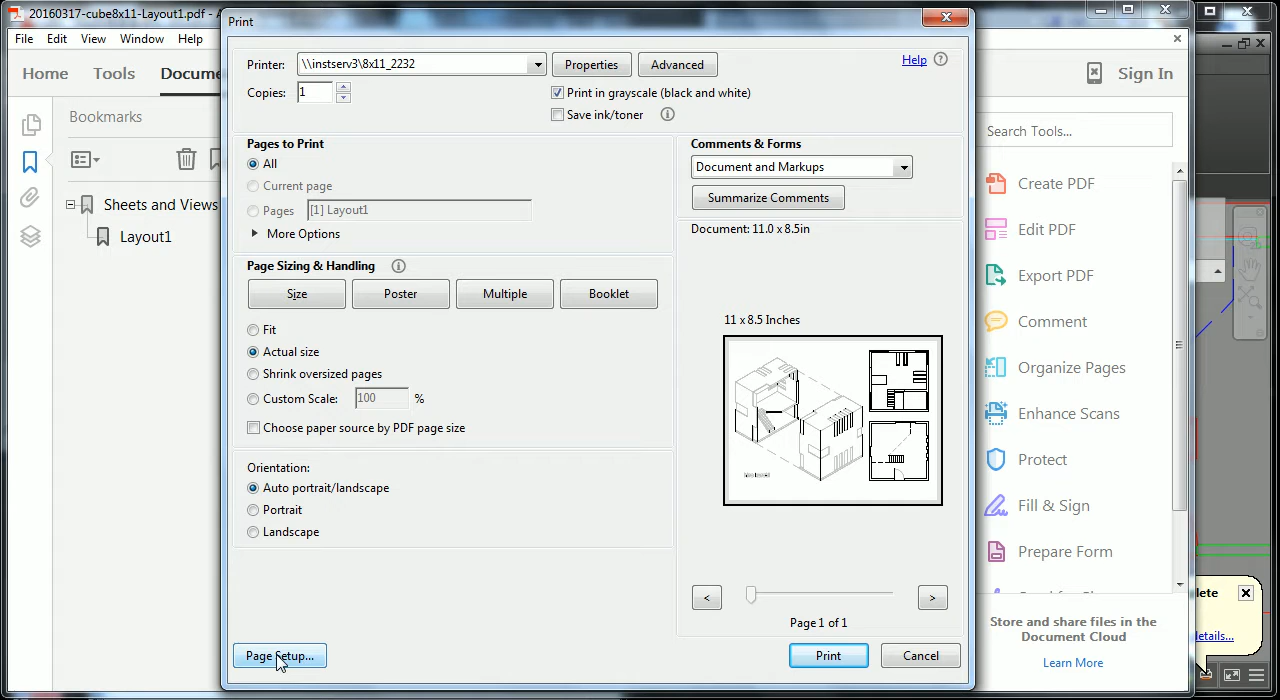 20160317-cube8x11-Layout1.pdf - A
File Edit View Window Help
Home Tools Docume
Bookmarks
Sheets and Views
Layout1
Print
Printer: \\instserv3\8x11_2232 Properties Advanced Help
Copies: 1
Print in grayscale (black and white)
Save ink/toner
Pages to Print
All
Current page
Pages [1] Layout1
More Options
Page Sizing & Handling
Size Poster Multiple Booklet
Fit
Actual size
Shrink oversized pages
Custom Scale: 100 %
Choose paper source by PDF page size
Orientation:
Auto portrait/landscape
Portrait
Landscape
Comments & Forms
Document and Markups
Summarize Comments
Document: 11.0 x 8.5in
11 x 8.5 Inches
< >
Page 1 of 1
Page Setup... Print Cancel
Sign In
Search Tools...
Create PDF
Edit PDF
Export PDF
Comment
Organize Pages
Enhance Scans
Protect
Fill & Sign
Prepare Form
Store and share files in the
Document Cloud
Learn More
lete
etails...